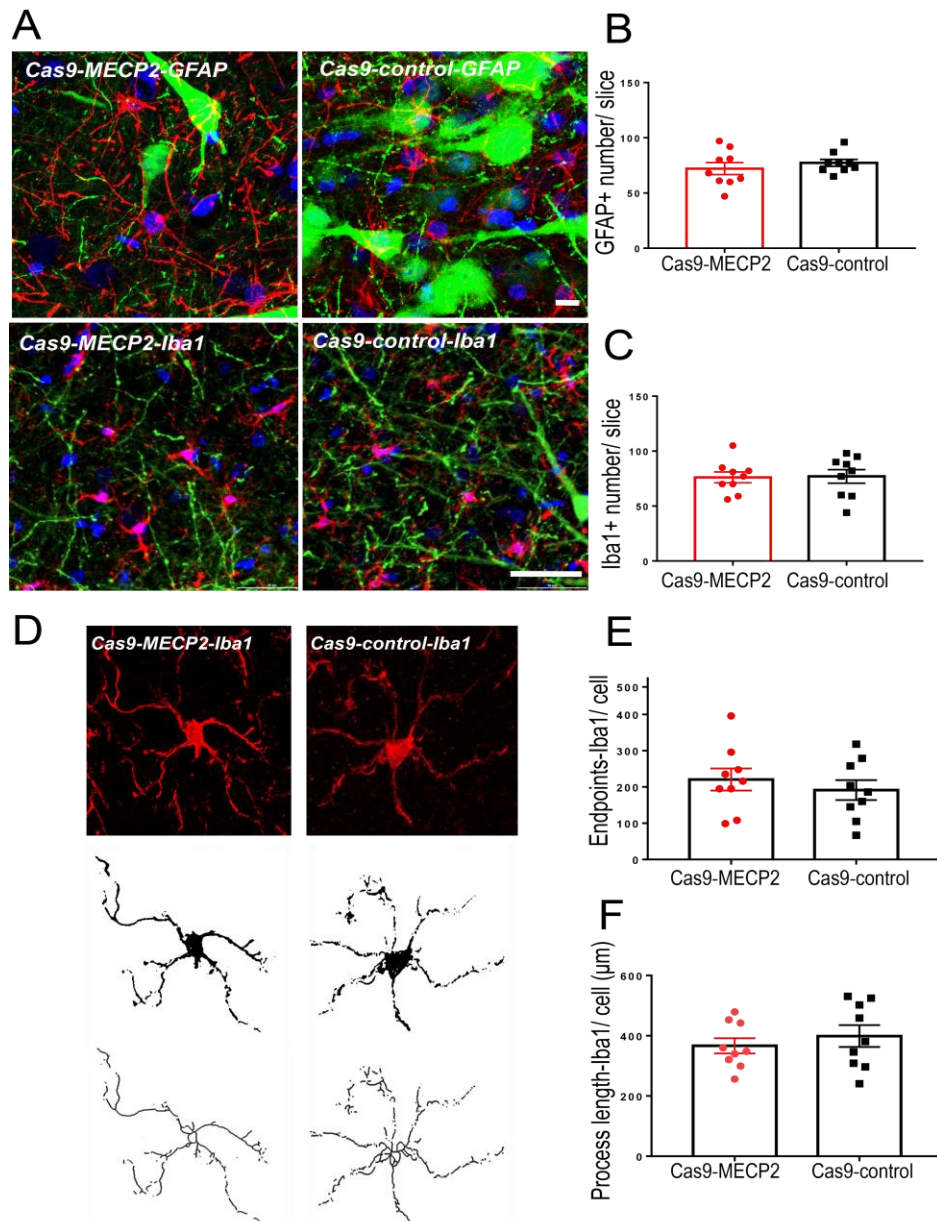 A
Cas9-MECP2-GFAP
Cas9-control-GFAP
Cas9-MECP2-Iba1
Cas9-control-Iba1
B
GFAP+ number/ slice
150
100
50
0
Cas9-MECP2
Cas9-control
C
Iba1+ number/ slice
150
100
50
0
Cas9-MECP2
Cas9-control
D
Cas9-MECP2-Iba1
Cas9-control-Iba1
E
Endpoints-Iba1/ cell
500
400
300
200
100
0
Cas9-MECP2
Cas9-control
F
Process length-Iba1/ cell (µm)
600
400
200
0
Cas9-MECP2
Cas9-control